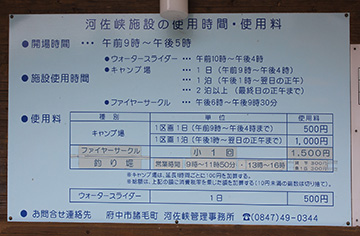 河佐峡施設の使用時間・使用料
●開場時間 … 午前9時～午後5時
●施設使用時間
●ウォータースライダー … 午前10時～午後4時
●キャンプ場 … 1日(午前9時～午後4時)
1泊(午後1時～翌日の正午)
2泊以上(最終日の正午まで)
●ファイヤーサークル … 午後6時～午後9時30分
●使用料
種別 単位 使用料
キャンプ場 1区画1日(午前9時～午後4時まで) 500円
1区画1泊(午後1時～翌日の正午まで) 1,000円
ファイヤーサークル 小1回 1,500円
釣り堀 営業時間 9時～11時50分・13時～16時
ウォータースライダー 1日 500円
●お問合せ連絡先 府中市諸毛町 河佐峡管理事務所 ☎(0847)49-0344